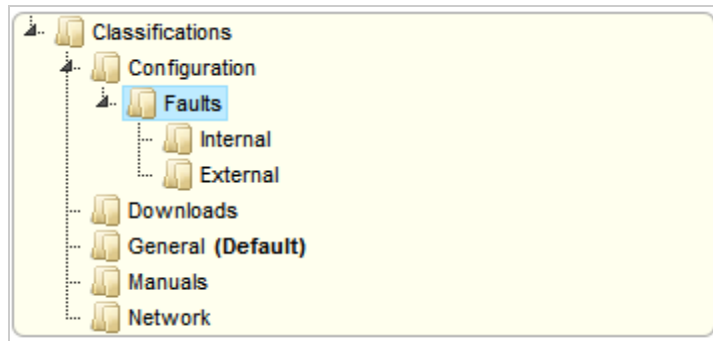 Classifications
Configuration
Faults
Internal
External
Downloads
General (Default)
Manuals
Network